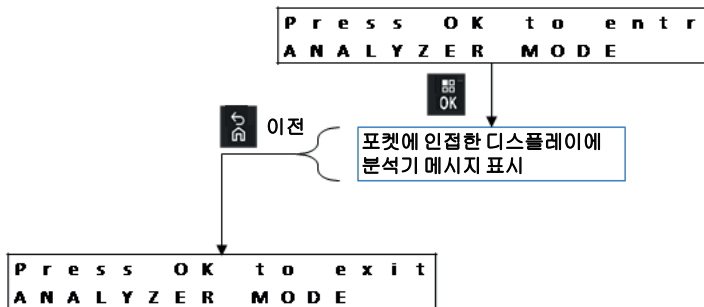 Press OK to entr
ANALYZER MODE
OK
이전
포켓에 인접한 디스플레이에
분석기 메시지 표시
Press OK to exit
ANALYZER MODE